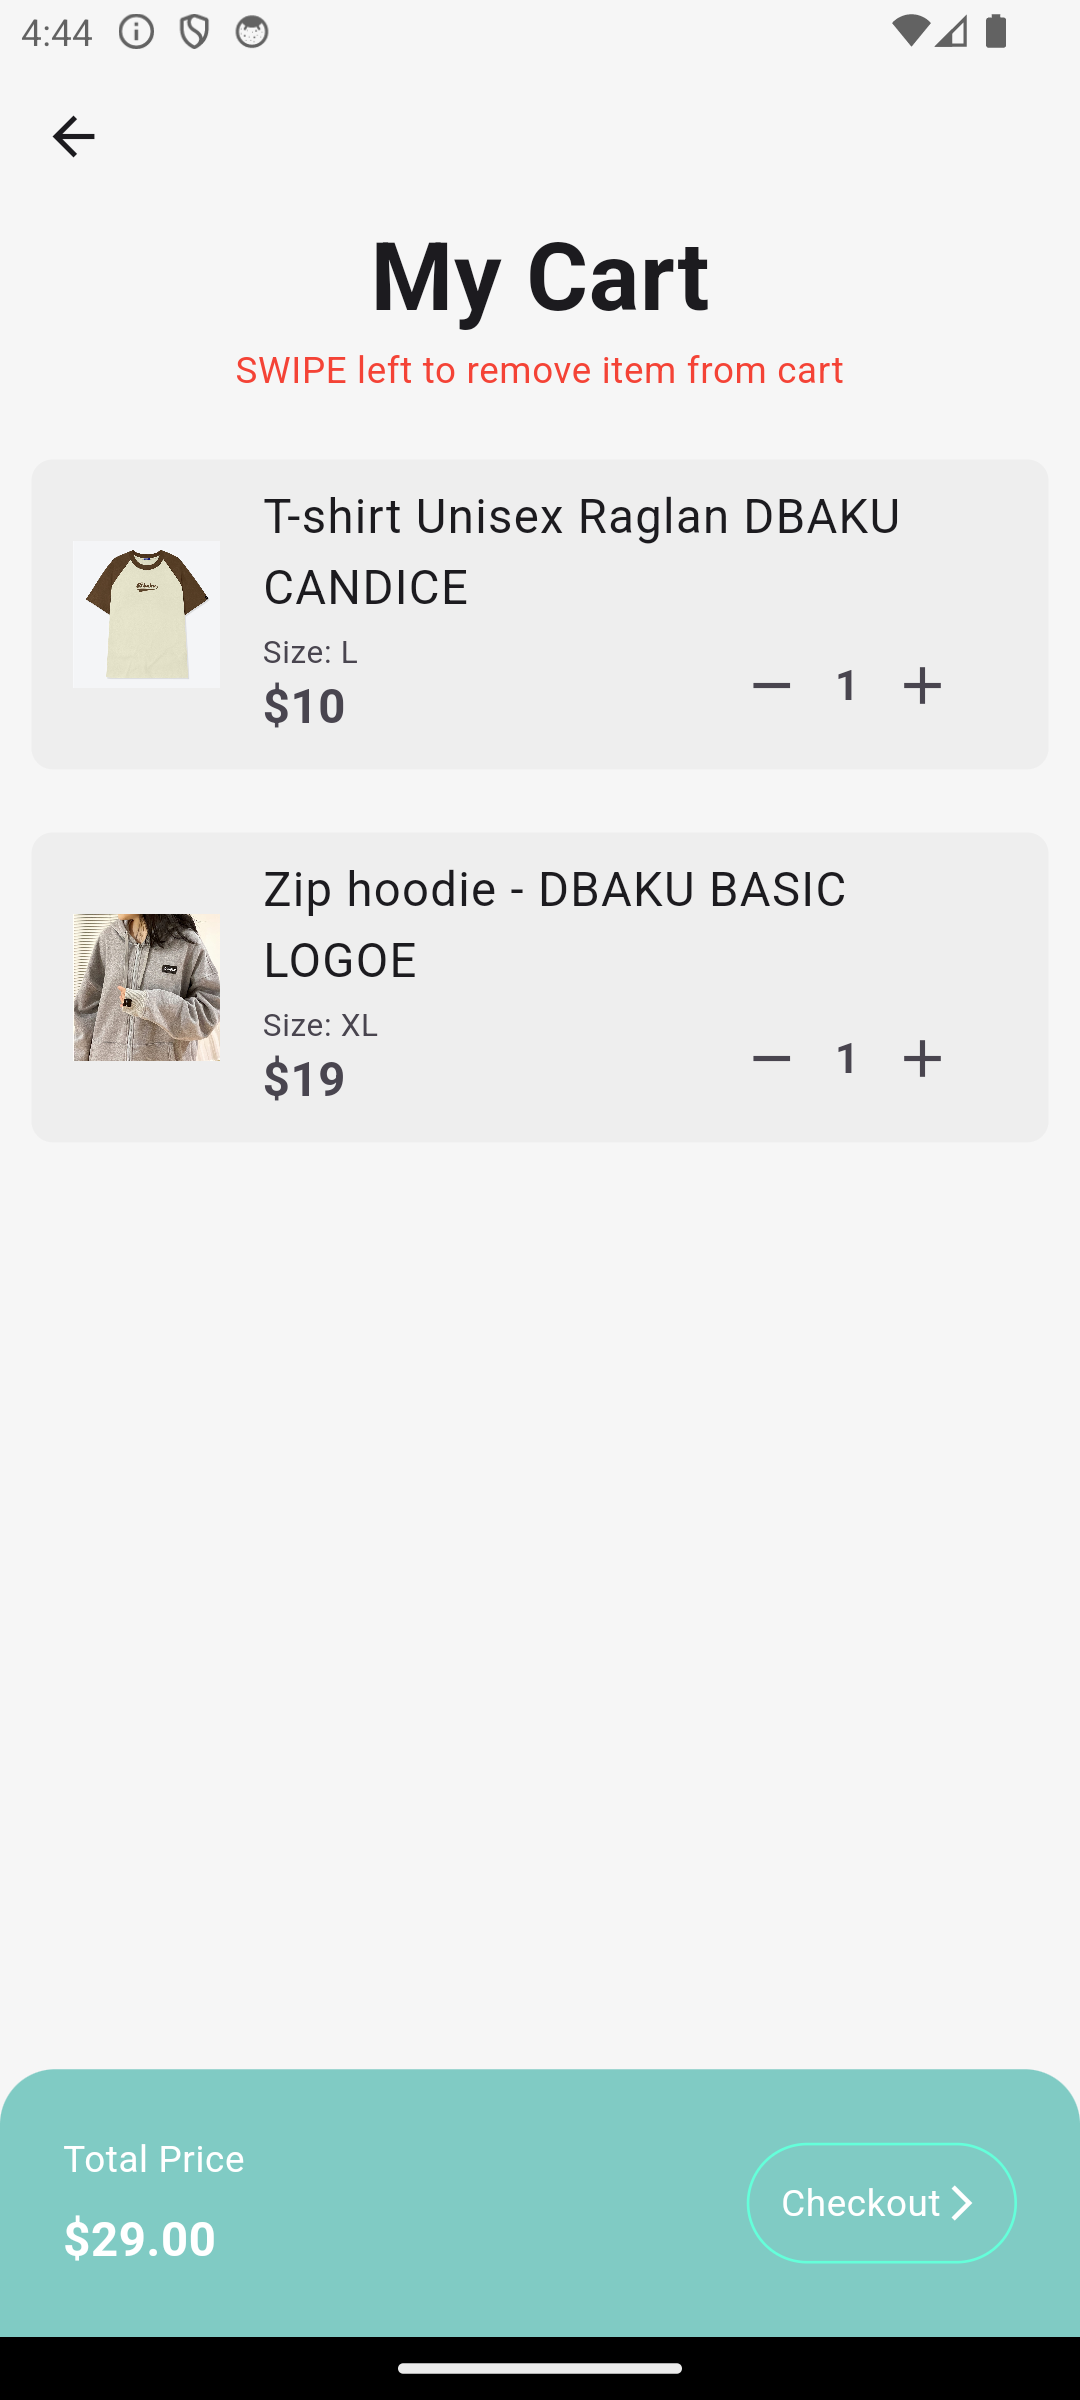 4:44
My Cart
SWIPE left to remove item from cart
T-shirt Unisex Raglan DBAKU
CANDICE
Size: L
$10
1
Zip hoodie - DBAKU BASIC
LOGOE
Size: XL
$19
1
Total Price
$29.00
Checkout